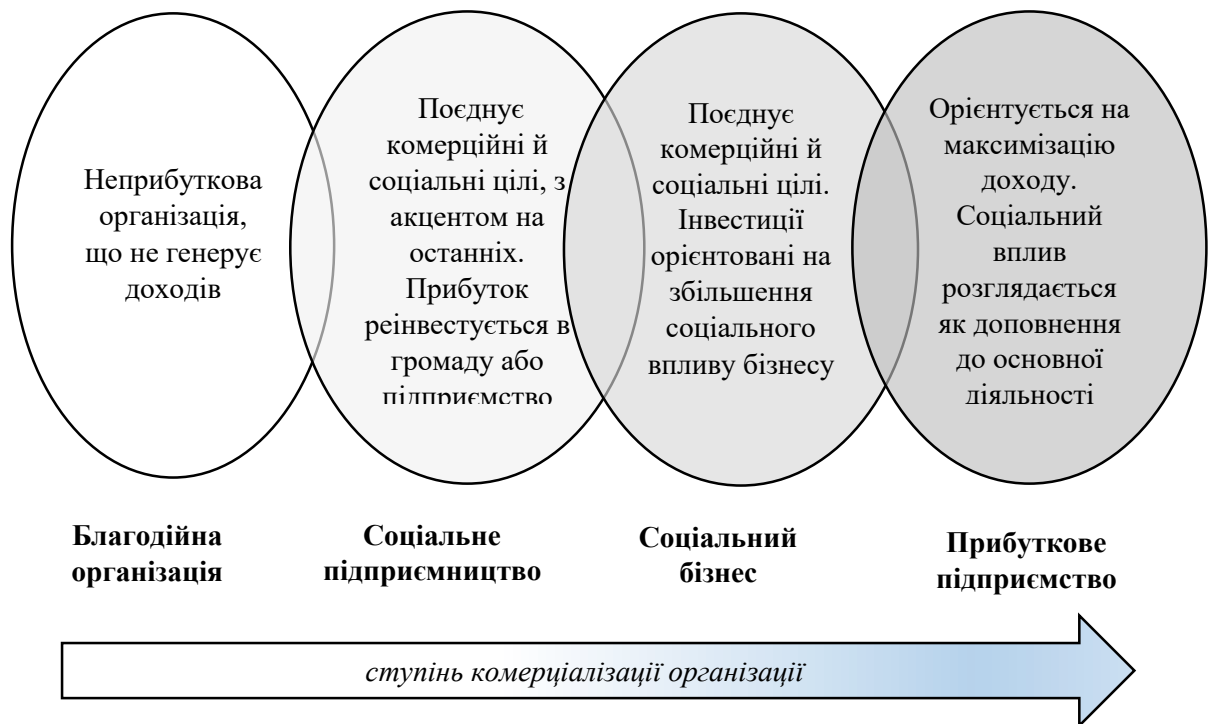 Неприбуткова
організація,
що не генерує
доходів
Поєднує
комерційні й
соціальні цілі, з
акцентом на
останніх.
Прибуток
реінвестується в
громаду або
підприємство
Поєднує
комерційні й
соціальні цілі.
Інвестиції
орієнтовані на
збільшення
соціального
впливу бізнесу
Орієнтується на
максимізацію
доходу.
Соціальний
вплив
розглядається
як доповнення
до основної
діяльності
Благодійна
організація
Соціальне
підприємництво
Соціальний
бізнес
Прибуткове
підприємство
ступінь комерціалізації організації